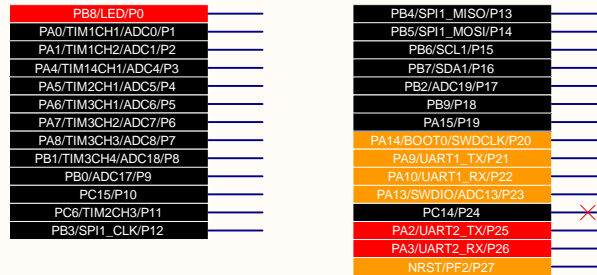 PB8/LED/P0
PA0/TIM1CH1/ADC0/P1
PA1/TIM2CH1/ADC1/P2
PA4/TIM14CH1/ADC4/P3
PA5/TIM2CH1/ADC5/P4
PA6/TIM3CH1/ADC6/P5
PA7/TIM3CH2/ADC7/P6
PA8/TIM3CH3/ADC8/P7
PB1/TIM3CH4/ADC18/P8
PB0/ADC17/P9
PC15/P10
PC6/TIM2CH3/P11
PB3/SPI1_CLK/P12
PB4/SPI1_MISO/P13
PB5/SPI1_MOSI/P14
PB6/SCL1/P15
PB7/SDA1/P16
PB2/ADC19/P17
PB9/P18
PA15/P19
PA14/BOOT0/SWDCLK/P20
PA9/UART1_TX/P21
PA10/UART1_RX/P22
PA13/SWDIO/ADC13/P23
PC14/P24
PA2/UART2_TX/P25
PA3/UART2_RX/P26
NRST/PF2/P27